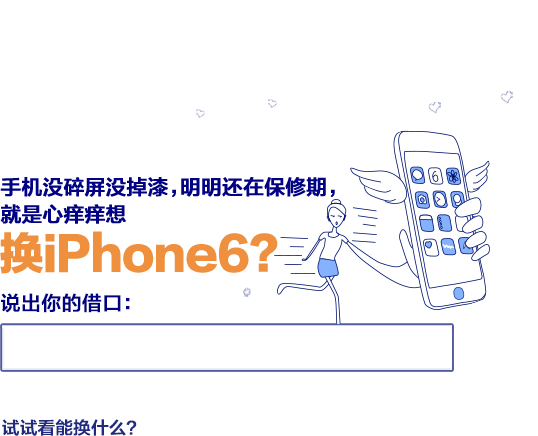 手机没碎屏没掉漆,明明还在保修期,
就是心痒痒想
换iPhone6?
说出你的借口:
试试看能换什么?
6